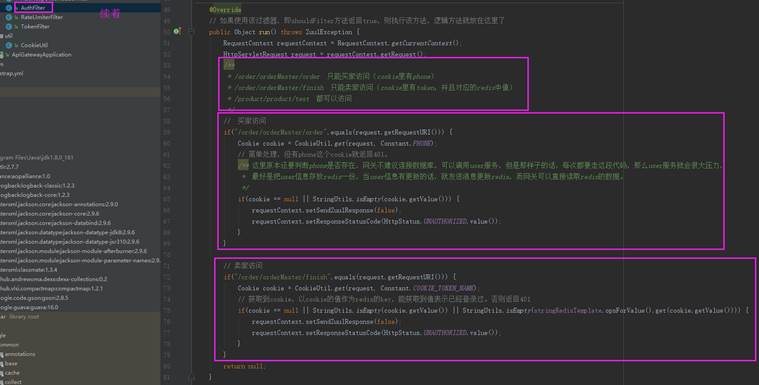 AuthFilter
续着
RateLimiterFilter
TokenFilter
util
CookieUtil
ApiGatewayApplication
strap.yml
gram Files\Java\jdk1.8.0_161
ance:aopalliance:1.0
ogback:logback-classic:1.2.3
ogback:logback-core:1.2.3
sterxml.jackson.core:jackson-annotations:2.9.0
sterxml.jackson.core:jackson-core:2.9.6
sterxml.jackson.core:jackson-databind:2.9.6
sterxml.jackson.datatype:jackson-datatype-jdk8:2.9.6
sterxml.jackson.datatype:jackson-datatype-jsr310:2.9.6
sterxml.jackson.module:jackson-module-afterburner:2.9.6
sterxml.jackson.module:jackson-module-parameter-names:2.9.
sterxml:classmate:1.3.4
hub.andrewoma.dexx:dexx-collections:0.2
hub.vlsi.compactmap:compactmap:1.2.1
ogle.code.gson:gson:2.8.5
ogle.guava:guava:16.0
ar library root
ommon
annotations
base
cache
collect
@Override
// 如果使用该过滤器，即shouldFilter方法返回true，则执行该方法，逻辑方法就放在这里了
public Object run() throws ZuulException {
RequestContext requestContext = RequestContext.getCurrentContext();
HttpServletRequest request = requestContext.getRequest();
/**
* /order/orderMaster/order 只能买家访问（cookie里有phone）
* /order/orderMaster/finish 只能卖家访问（cookie里有token，并且对应的redis中值）
* /product/product/test 都可以访问
*/
// 买家访问
if("/order/orderMaster/order".equals(request.getRequestURI())) {
Cookie cookie = CookieUtil.get(request, Constant.PHONE);
// 简单处理，但有phone这个cookie就返回401。
/** 这里原本还要判断phone是否存在，网关不建议连接数据库，可以调用user服务，但是那样子的话，每次都要走这段代码，那么user服务就会很大压力。
* 最好是把user信息存放redis一份，当user信息有更新的话，就发送消息更新redis，而网关可以直接读取redis的数据。
*/
if(cookie == null || StringUtils.isEmpty(cookie.getValue())) {
requestContext.setSendZuulResponse(false);
requestContext.setResponseStatusCode(HttpStatus.UNAUTHORIZED.value());
}
}
// 卖家访问
if("/order/orderMaster/finish".equals(request.getRequestURI())) {
Cookie cookie = CookieUtil.get(request, Constant.COOKIE_TOKEN_NAME);
// 获取到cookie，以cookie的值作为redis的key，能获取到值表示已经登录过，否则返回401
if(cookie == null || StringUtils.isEmpty(cookie.getValue()) || StringUtils.isEmpty(stringRedisTemplate.opsForValue().get(cookie.getValue()))) {
requestContext.setSendZuulResponse(false);
requestContext.setResponseStatusCode(HttpStatus.UNAUTHORIZED.value());
}
}
return null;
}